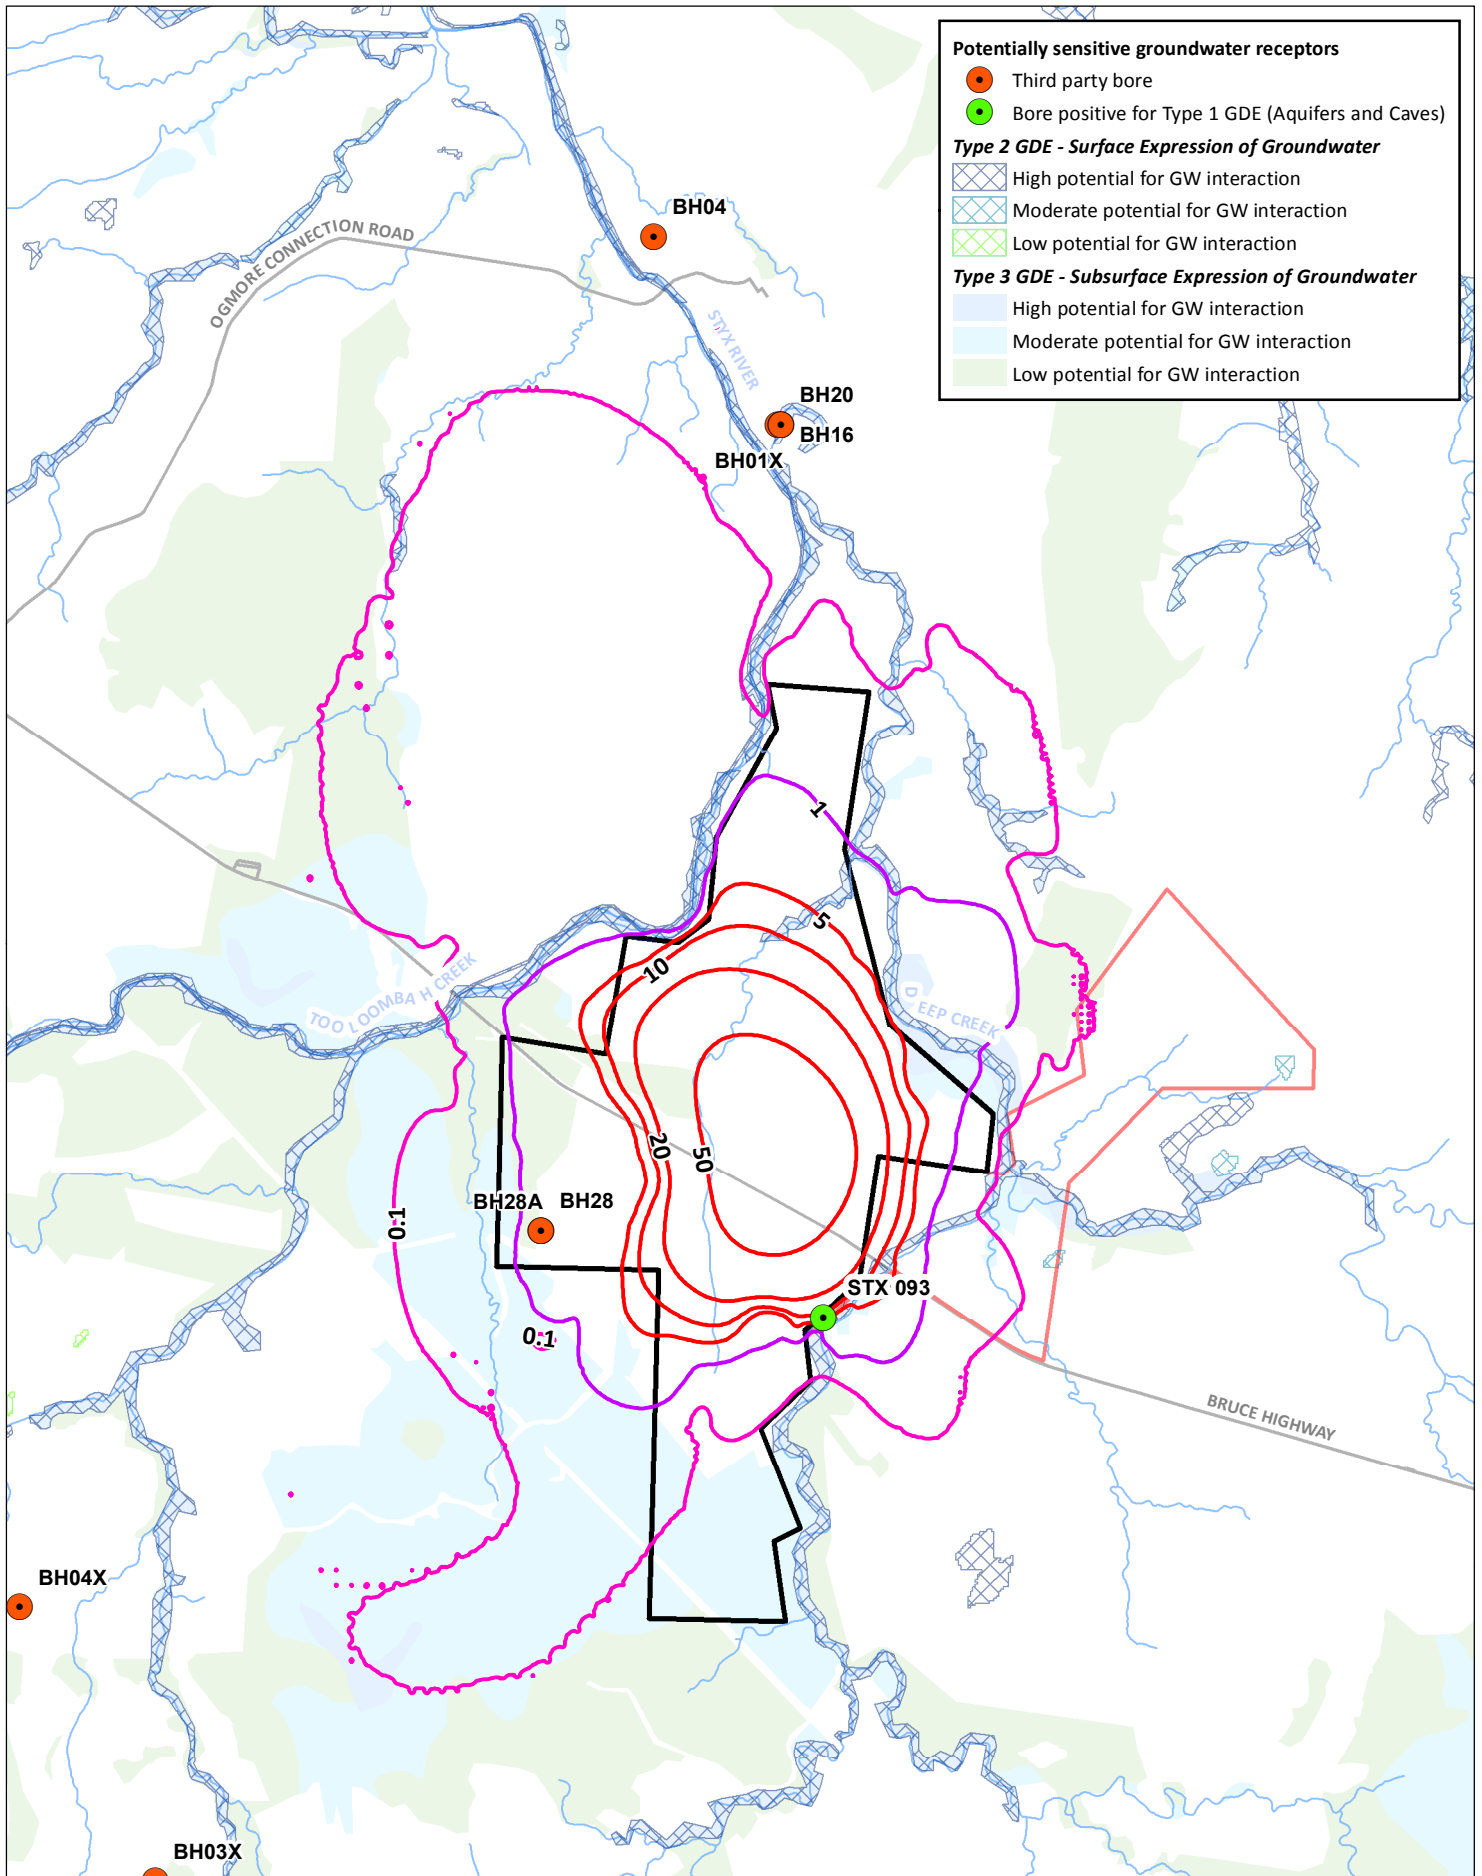 Potentially sensitive groundwater receptors
Third party bore
Bore positive for Type 1 GDE (Aquifers and Caves)
Type 2 GDE - Surface Expression of Groundwater
High potential for GW interaction
Moderate potential for GW interaction
Low potential for GW interaction
Type 3 GDE - Subsurface Expression of Groundwater
High potential for GW interaction
Moderate potential for GW interaction
Low potential for GW interaction
BH04
OGMORE CONNECTION ROAD
STYX RIVER
BH20
BH16
BH01X
1
5
10
TOO LOOMBA H CREEK
D EEP CREEK
20
50
BH28A
BH28
0.1
STX 093
0.1
BRUCE HIGHWAY
BH04X
BH03X